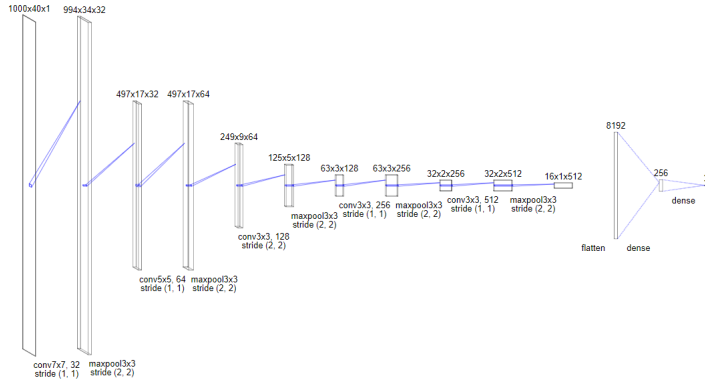 1000x40x1
994x34x32
497x17x32
497x17x64
249x9x64
125x5x128
63x3x128
63x3x256
32x2x256
32x2x512
16x1x512
8192
256
conv7x7, 32
stride (1, 1)
maxpool3x3
stride (2, 2)
conv5x5, 64
stride (1, 1)
maxpool3x3
stride (2, 2)
conv3x3, 128
stride (2, 2)
maxpool3x3
stride (2, 2)
conv3x3, 256
stride (1, 1)
maxpool3x3
stride (2, 2)
conv3x3, 512
stride (1, 1)
maxpool3x3
stride (2, 2)
flatten
dense
dense